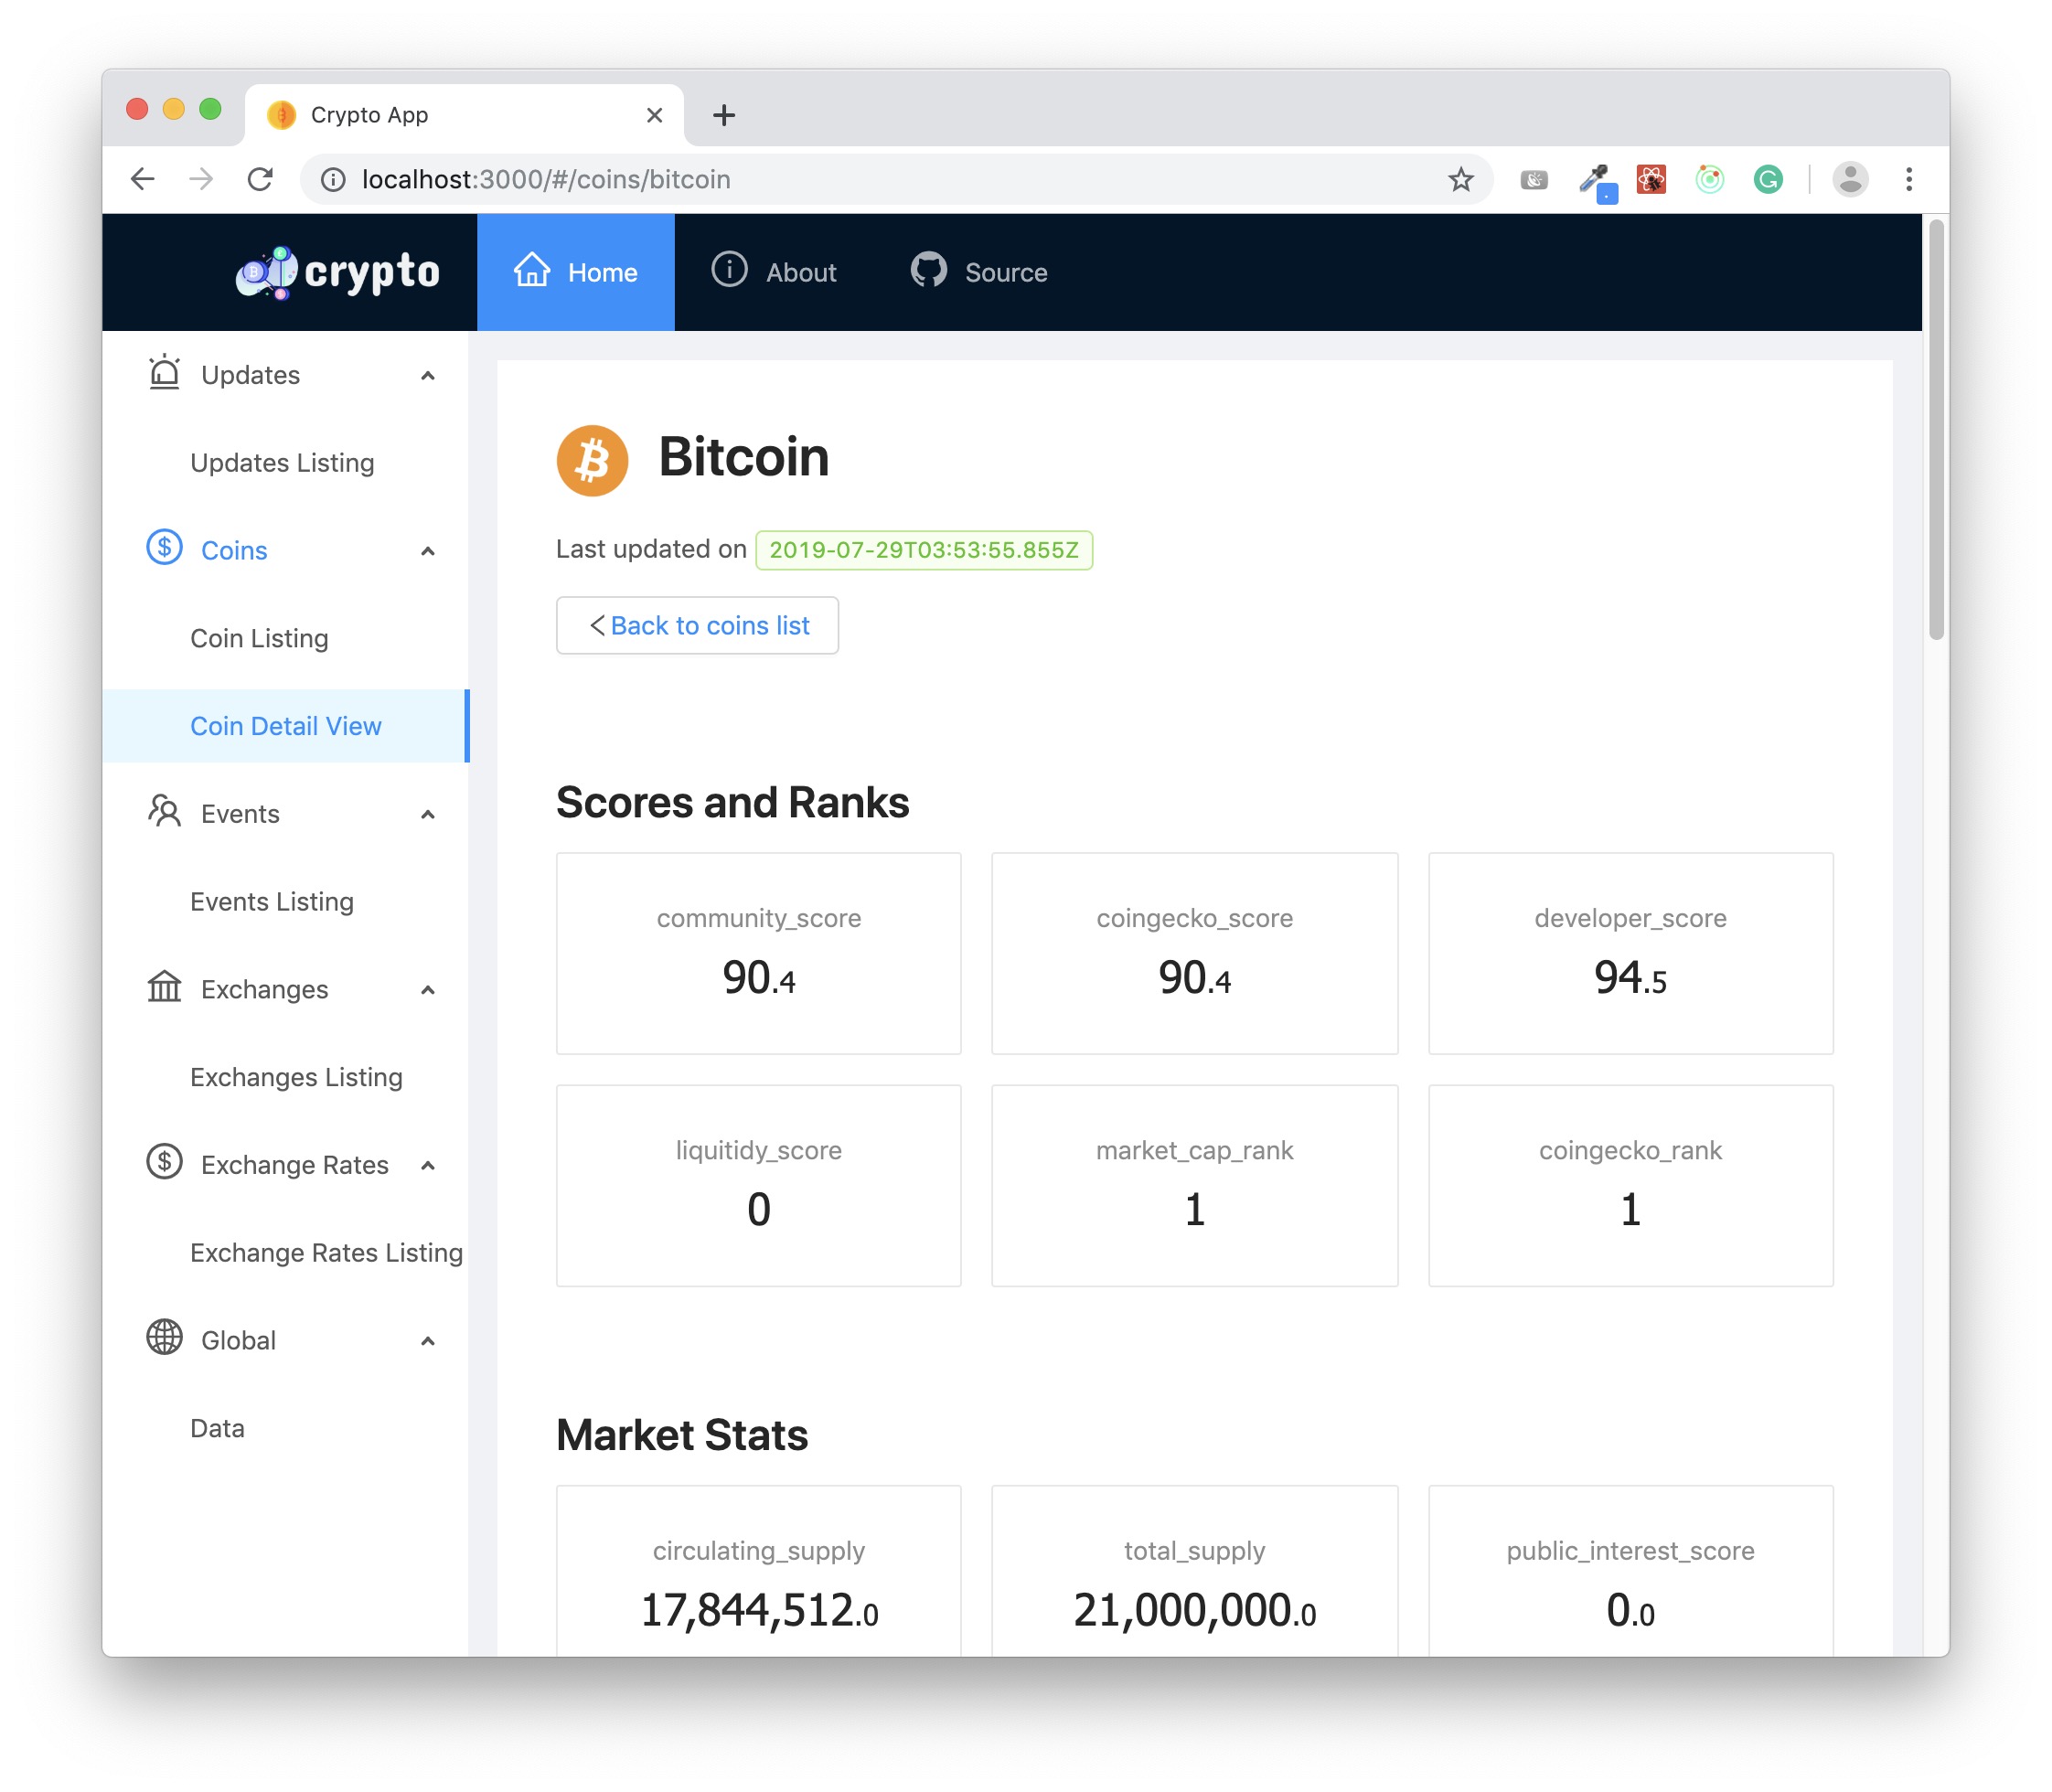 Crypto App
localhost:3000/#/coins/bitcoin
crypto
Home
About
Source
Updates
Updates Listing
Coins
Coin Listing
Coin Detail View
Events
Events Listing
Exchanges
Exchanges Listing
Exchange Rates
Exchange Rates Listing
Global
Data
Bitcoin
Last updated on 2019-07-29T03:53:55.855Z
Back to coins list
Scores and Ranks
community_score
90.4
coingecko_score
90.4
developer_score
94.5
liquitidy_score
0
market_cap_rank
1
coingecko_rank
1
Market Stats
circulating_supply
17,844,512.0
total_supply
21,000,000.0
public_interest_score
0.0